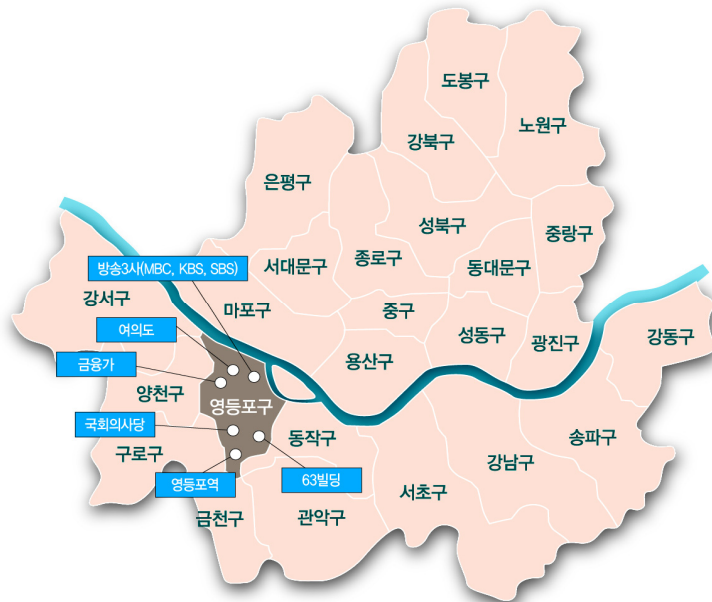 도봉구
노원구
강북구
은평구
성북구
중랑구
종로구
서대문구
동대문구
방송3사(MBC, KBS, SBS)
강서구
마포구
중구
여의도
성동구
광진구
강동구
금융가
용산구
양천구
영등포구
국회의사당
동작구
송파구
구로구
강남구
영등포역
63빌딩
서초구
금천구
관악구